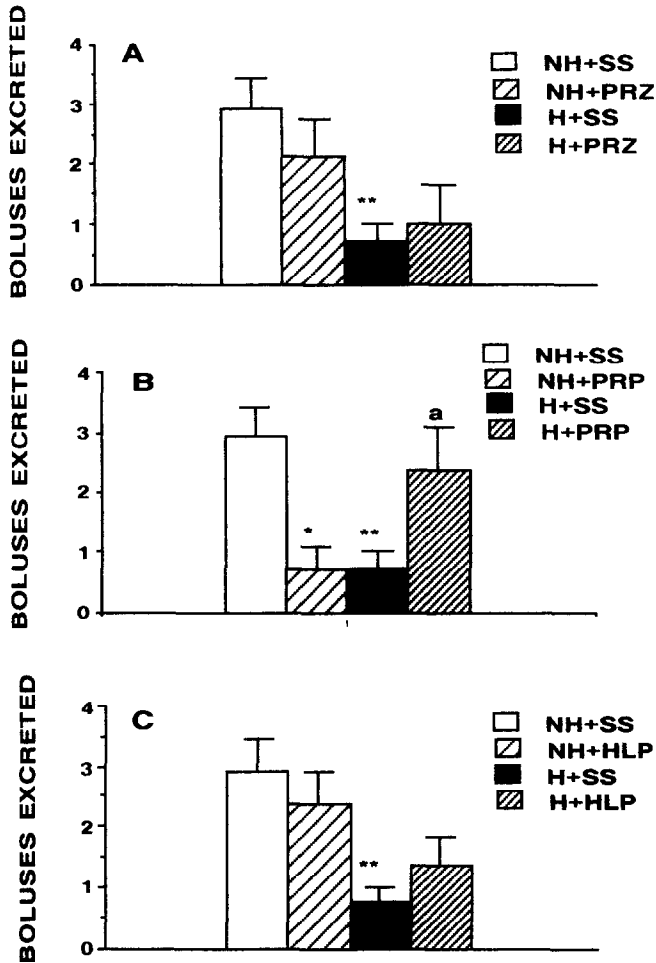 BOLUSES EXCRETED
A
4
3
2
1
0
**
NH+SS
NH+PRZ
H+SS
H+PRZ
BOLUSES EXCRETED
B
4
3
2
1
0
*
**
a
NH+SS
NH+PRP
H+SS
H+PRP
BOLUSES EXCRETED
C
4
3
2
1
0
**
NH+SS
NH+HLP
H+SS
H+HLP